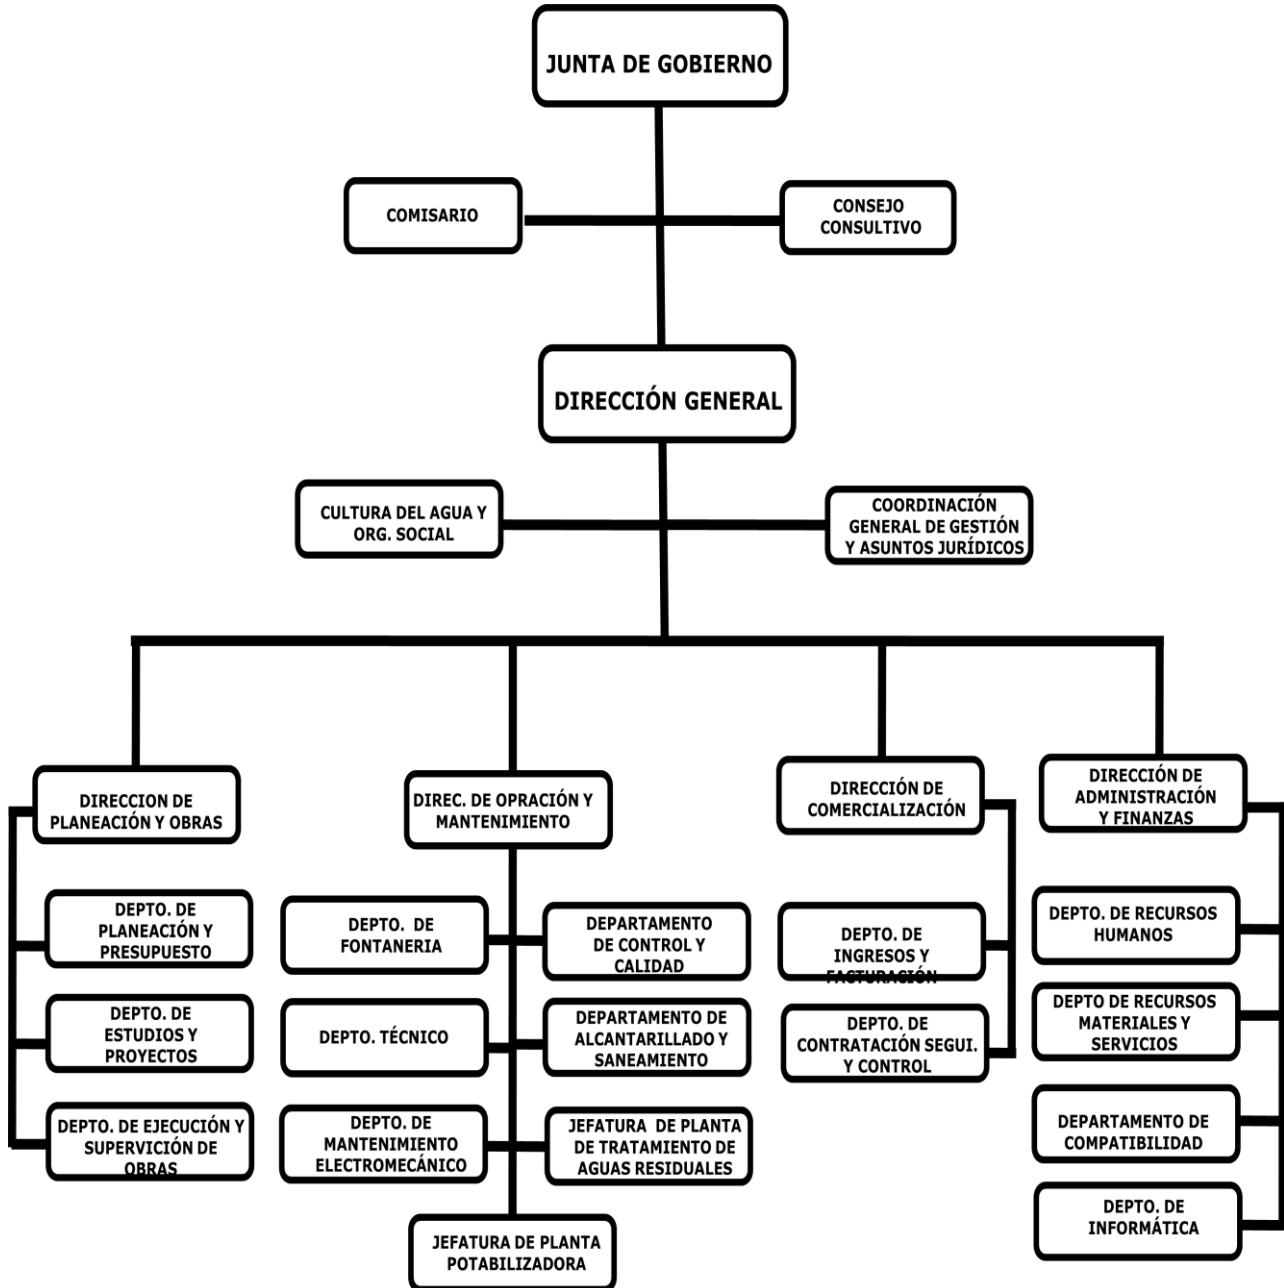 JUNTA DE GOBIERNO
COMISARIO
CONSEJO
CONSULTIVO
DIRECCIÓN GENERAL
CULTURA DEL AGUA Y
ORG. SOCIAL
COORDINACIÓN
GENERAL DE GESTIÓN
Y ASUNTOS JURÍDICOS
DIRECCION DE
PLANEACIÓN Y OBRAS
DEPTO. DE
PLANEACIÓN Y
PRESUPUESTO
DEPTO. DE
ESTUDIOS Y
PROYECTOS
DEPTO. DE EJECUCIÓN Y
SUPERVICIÓN DE
OBRAS
DIREC. DE OPRACIÓN Y
MANTENIMIENTO
DEPTO. DE
FONTANERIA
DEPARTAMENTO
DE CONTROL Y
CALIDAD
DEPTO. TÉCNICO
DEPARTAMENTO DE
ALCANTARILLADO Y
SANEAMIENTO
DEPTO. DE
MANTENIMIENTO
ELECTROMECÁNICO
JEFATURA DE PLANTA
DE TRATAMIENTO DE
AGUAS RESIDUALES
JEFATURA DE PLANTA
POTABILIZADORA
DIRECCIÓN DE
COMERCIALIZACIÓN
DEPTO. DE
INGRESOS Y
FACTURACIÓN
DEPTO. DE
CONTRATACIÓN SEGUI.
Y CONTROL
DIRECCIÓN DE
ADMINISTRACIÓN
Y FINANZAS
DEPTO. DE RECURSOS
HUMANOS
DEPTO DE RECURSOS
MATERIALES Y
SERVICIOS
DEPARTAMENTO DE
COMPATIBILIDAD
DEPTO. DE
INFORMÁTICA